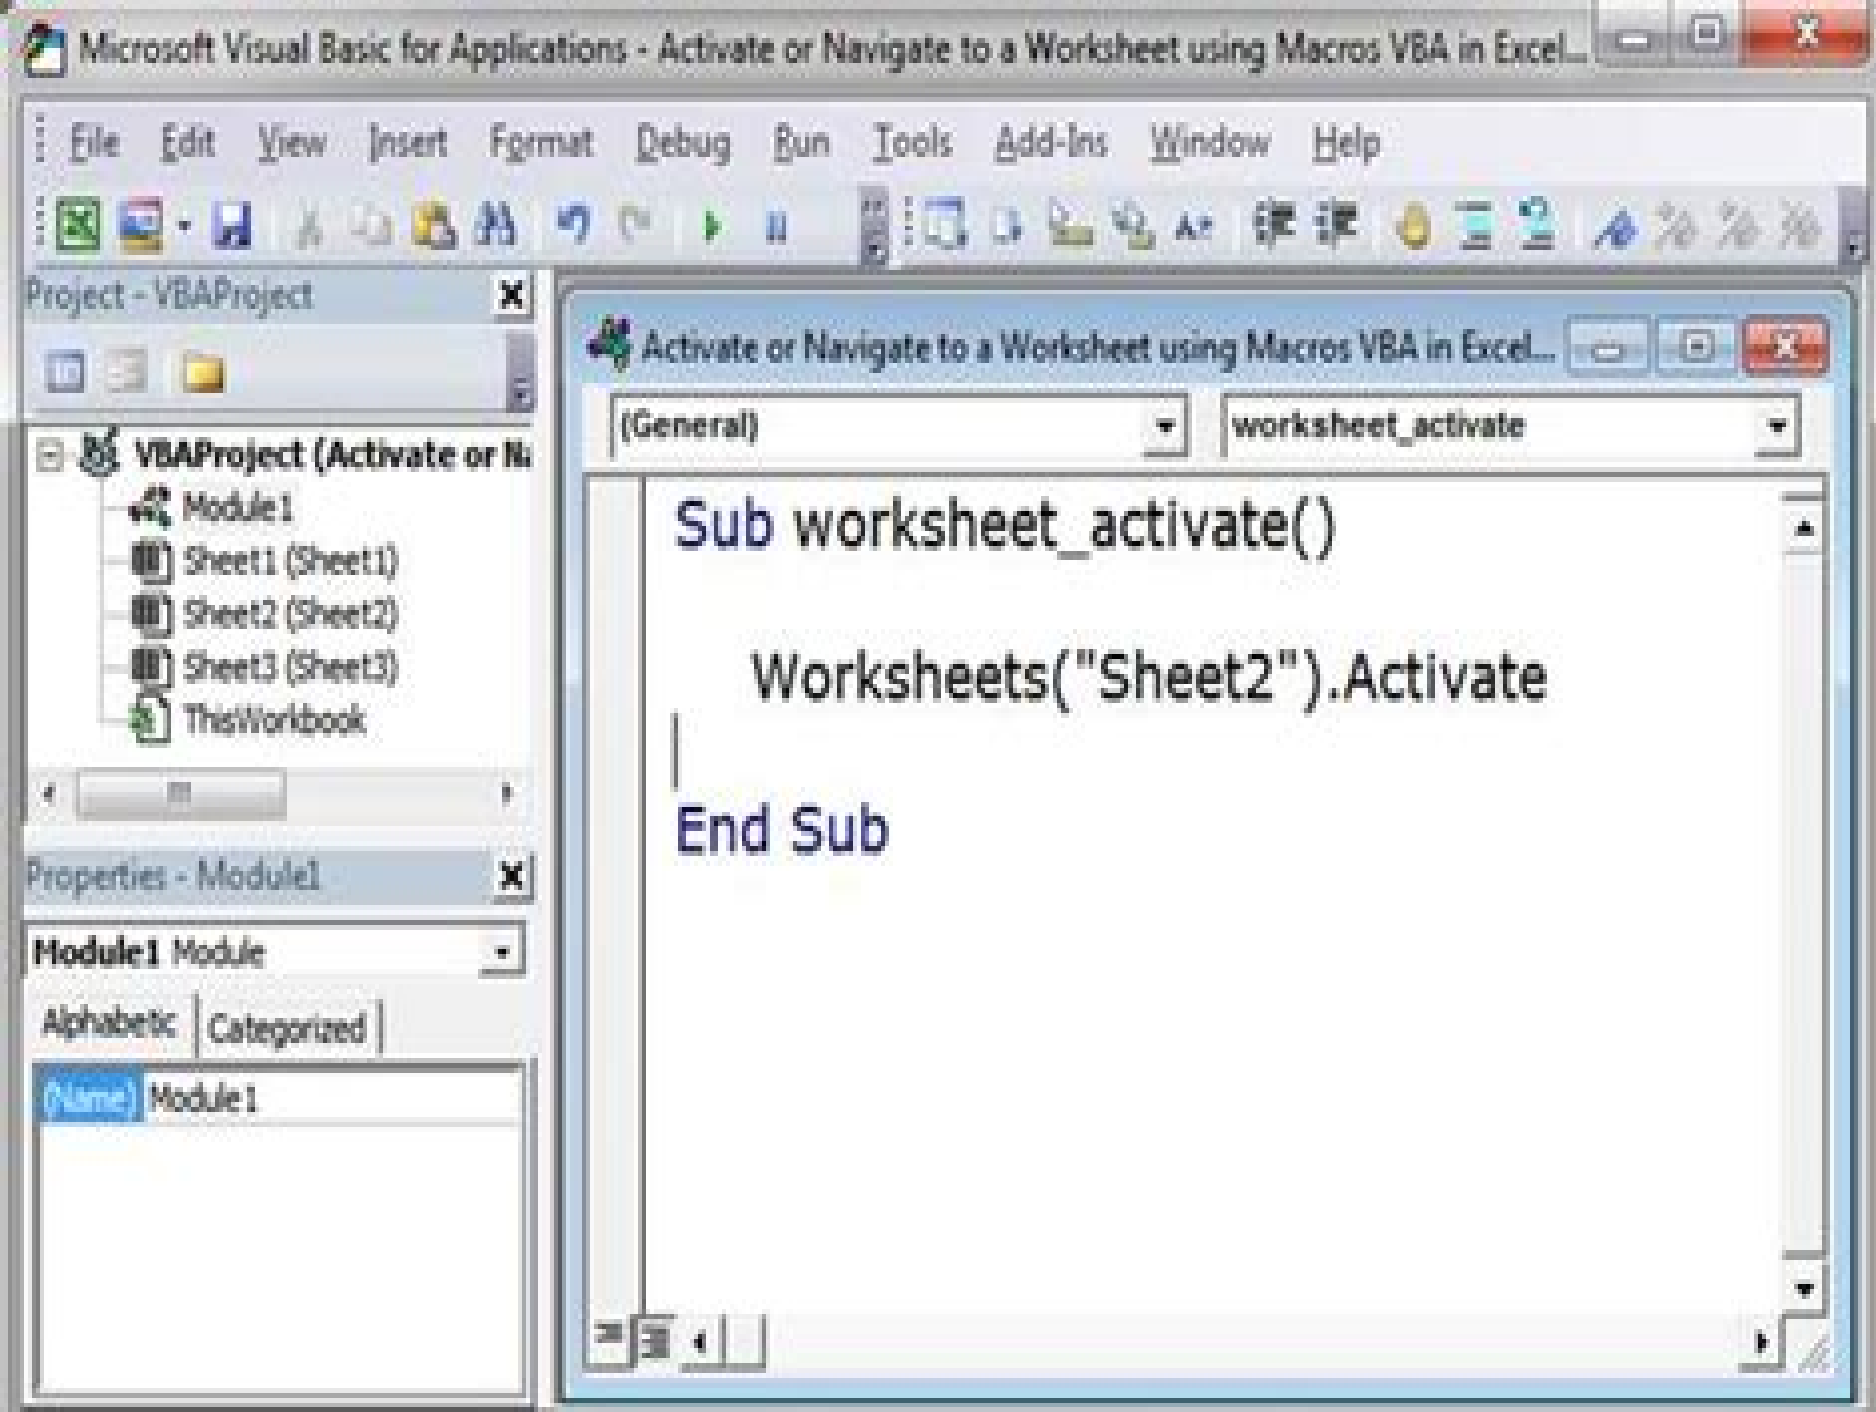 Microsoft Visual Basic for Applications - Activate or Navigate to a Worksheet using Macros VBA in Excel...
File Edit View Insert Format Debug Run Tools Add-Ins Window Help
Project - VBAProject
VBAProject (Activate or Na
Module1
Sheet1 (Sheet1)
Sheet2 (Sheet2)
Sheet3 (Sheet3)
ThisWorkbook
Properties - Module1
Module1 Module
Alphabetic Categorized
(Name) Module1
Activate or Navigate to a Worksheet using Macros VBA in Excel...
(General) worksheet_activate
Sub worksheet_activate()
Worksheets("Sheet2").Activate
End Sub